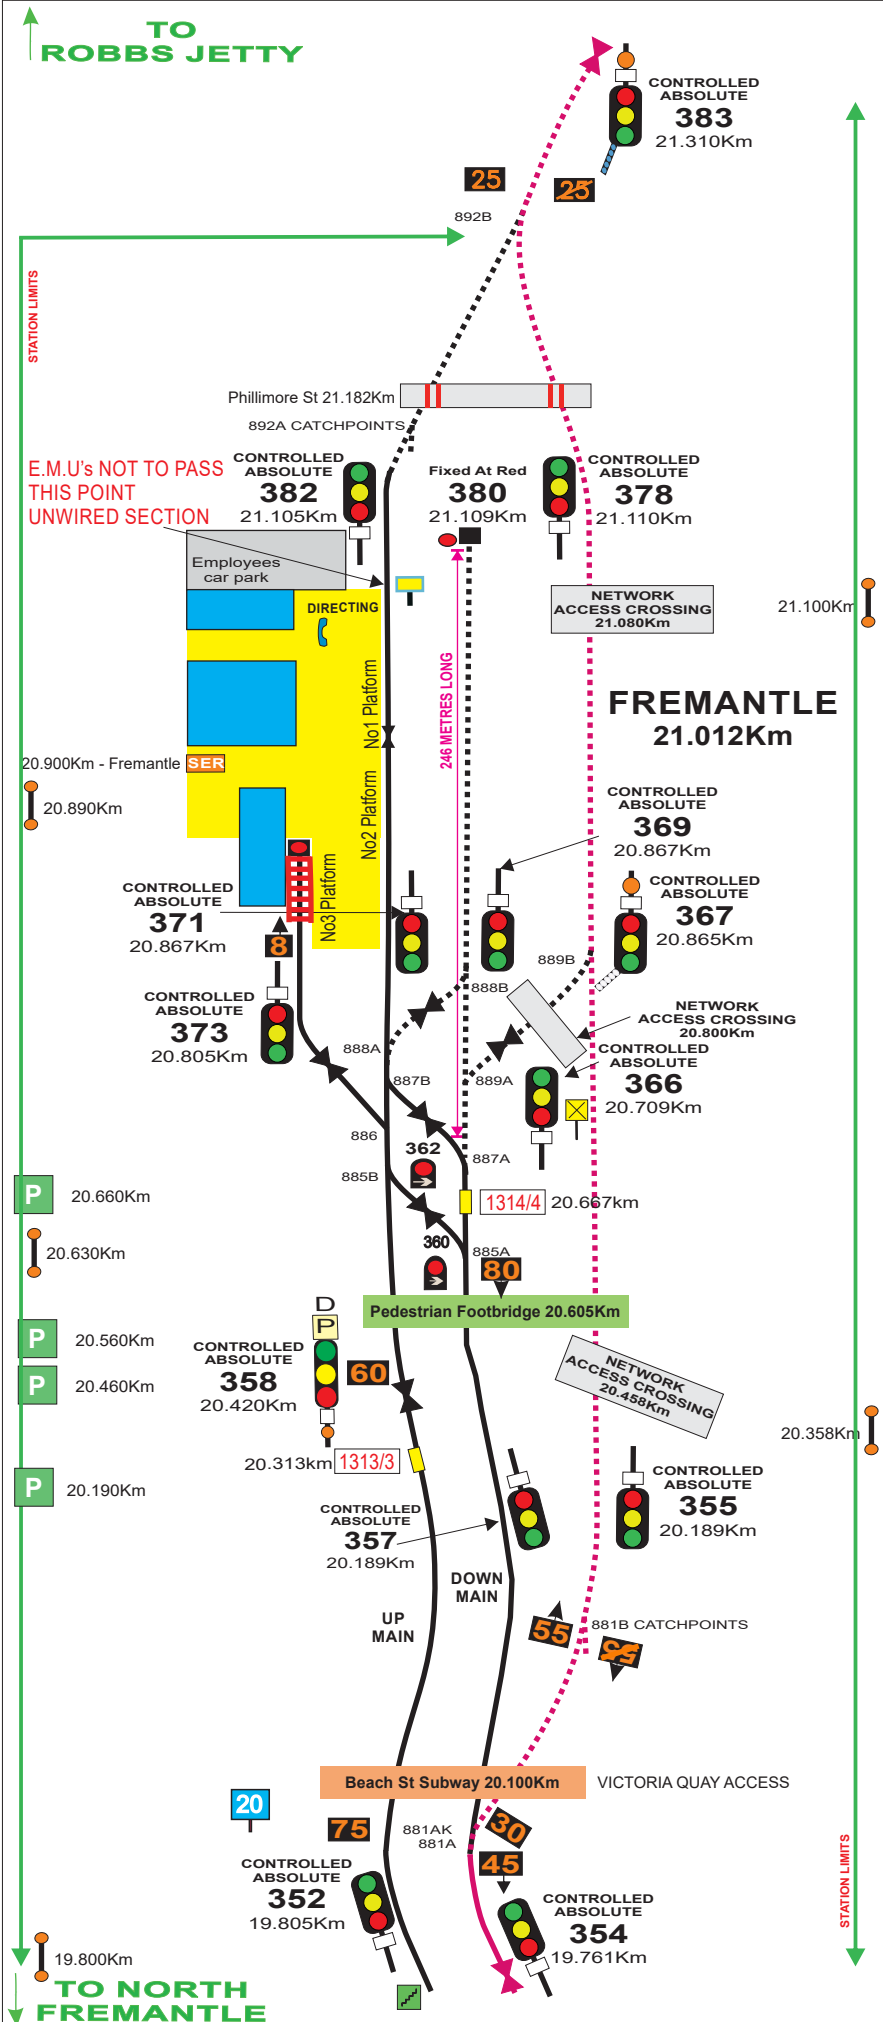 TO
ROBBS JETTY
CONTROLLED
ABSOLUTE
383
21.310Km
25
25
892B
STATION LIMITS
Phillimore St 21.182Km
892A CATCHPOINTS
E.M.U's NOT TO PASS
THIS POINT
UNWIRED SECTION
CONTROLLED
ABSOLUTE
382
21.105Km
Fixed At Red
380
21.109Km
CONTROLLED
ABSOLUTE
378
21.110Km
Employees
car park
DIRECTING
NETWORK
ACCESS CROSSING
21.080Km
21.100Km
No1 Platform
246 METRES LONG
FREMANTLE
21.012Km
20.900Km - Fremantle
SER
20.890Km
No2 Platform
No3 Platform
CONTROLLED
ABSOLUTE
369
20.867Km
CONTROLLED
ABSOLUTE
371
20.867Km
CONTROLLED
ABSOLUTE
367
20.865Km
8
889B
888B
CONTROLLED
ABSOLUTE
373
20.805Km
NETWORK
ACCESS CROSSING
20.800Km
888A
887B
889A
CONTROLLED
ABSOLUTE
366
20.709Km
886
362
887A
885B
P
20.660Km
1314/4
20.667km
20.630Km
360
885A
80
Pedestrian Footbridge 20.605Km
D
P
P
20.560Km
CONTROLLED
ABSOLUTE
358
20.420Km
60
P
20.460Km
NETWORK
ACCESS CROSSING
20.458Km
20.358Km
20.313km
1313/3
P
20.190Km
CONTROLLED
ABSOLUTE
357
20.189Km
CONTROLLED
ABSOLUTE
355
20.189Km
DOWN
MAIN
UP
MAIN
55
881B CATCHPOINTS
55
Beach St Subway 20.100Km
VICTORIA QUAY ACCESS
20
75
881AK
881A
30
45
CONTROLLED
ABSOLUTE
352
19.805Km
CONTROLLED
ABSOLUTE
354
19.761Km
STATION LIMITS
19.800Km
TO NORTH
FREMANTLE